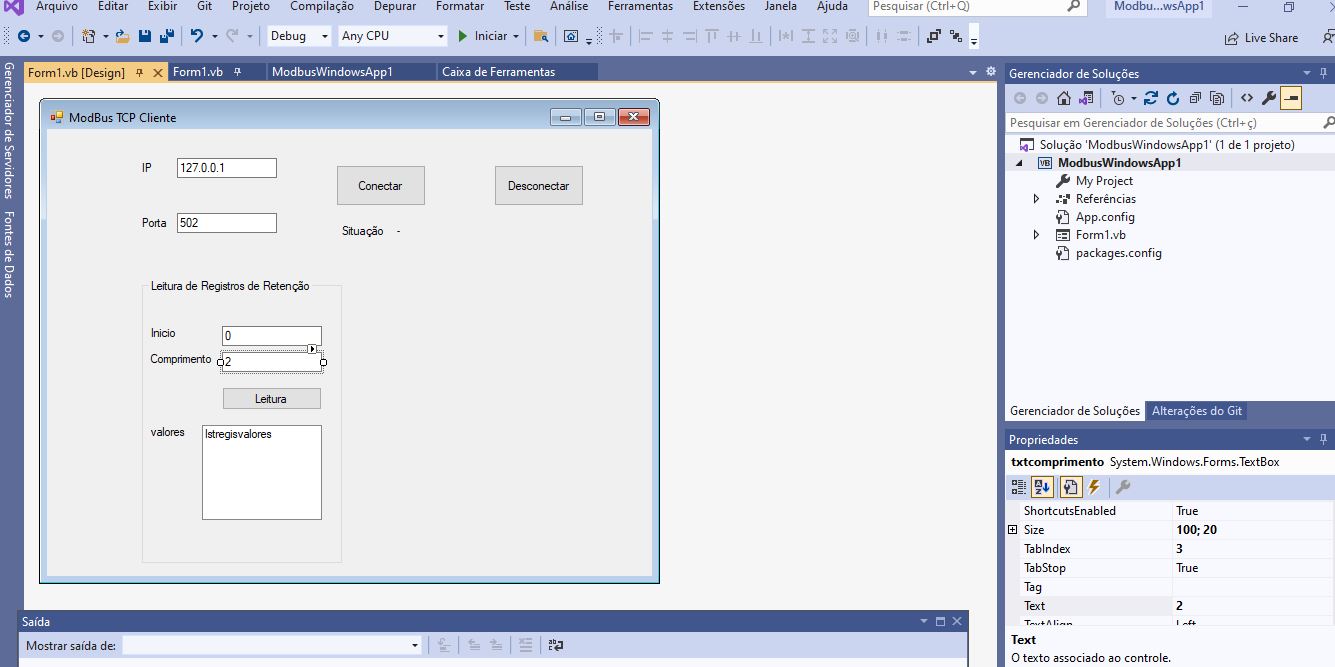 Arquivo Editar Exibir Git Projeto Compilação Depurar Formatar Teste Análise Ferramentas Extensões Janela Ajuda Pesquisar (Ctrl+Q) Modbu...wsApp1
Debug Any CPU Iniciar Live Share
Gerenciador de Servidores
Fontes de Dados
Form1.vb [Design] Form1.vb ModbusWindowsApp1 Caixa de Ferramentas
ModBus TCP Cliente
IP 127.0.0.1
Conectar Desconectar
Porta 502
Situação -
Leitura de Registros de Retenção
Inicio 0
Comprimento 2
Leitura
valores lstregisvalores
Saída
Mostrar saída de:
Gerenciador de Soluções
Pesquisar em Gerenciador de Soluções (Ctrl+ç)
Solução 'ModbusWindowsApp1' (1 de 1 projeto)
VB ModbusWindowsApp1
My Project
Referências
App.config
Form1.vb
packages.config
Gerenciador de Soluções Alterações do Git
Propriedades
txtcomprimento System.Windows.Forms.TextBox
ShortcutsEnabled True
Size 100; 20
TabIndex 3
TabStop True
Tag
Text 2
TextAlign Left
Text
O texto associado ao controle.